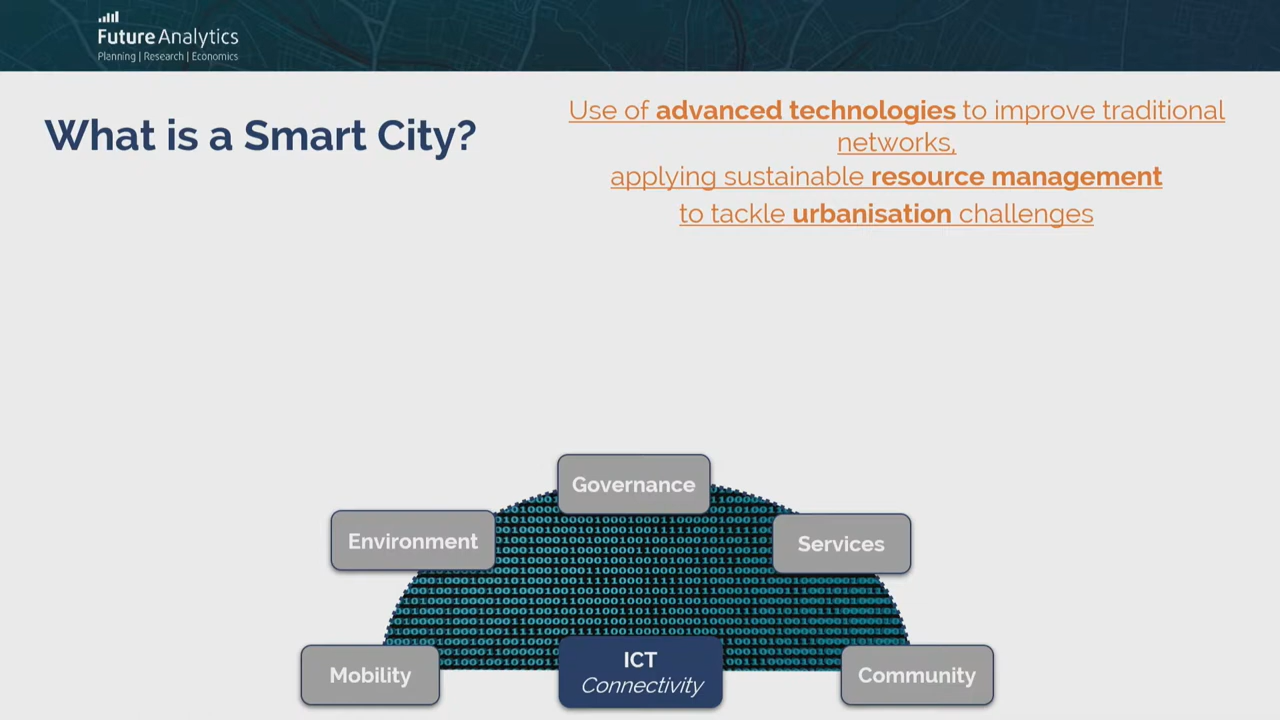 Future Analytics
Planning | Research | Economics
What is a Smart City?
Use of advanced technologies to improve traditional
networks,
applying sustainable resource management
to tackle urbanisation challenges
Governance
Environment
Services
Mobility
ICT
Connectivity
Community